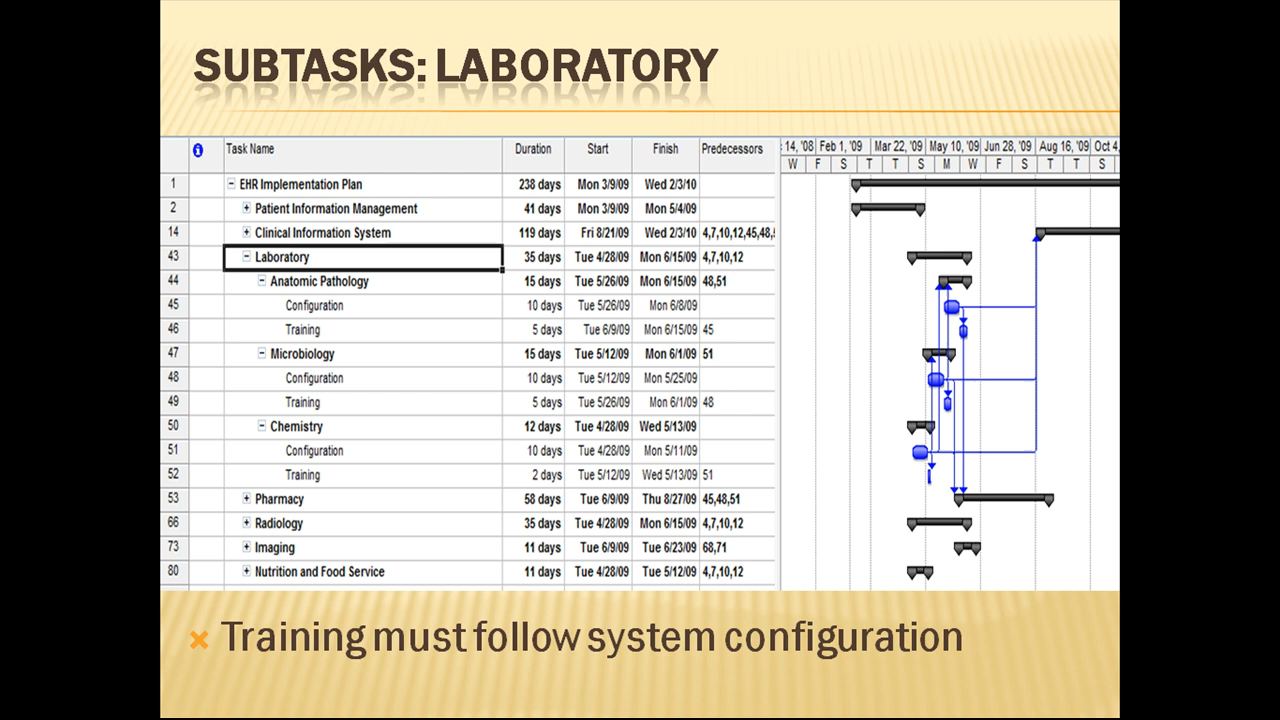 SUBTASKS: LABORATORY
Task Name Duration Start Finish Predecessors
14, '08 Feb 1, '09 Mar 22, '09 May 10, '09 Jun 28, '09 Aug 16, '09 Oct 4,
W F S T T S M W F S T T S
1 EHR Implementation Plan 238 days Mon 3/9/09 Wed 2/3/10
2 Patient Information Management 41 days Mon 3/9/09 Mon 5/4/09
14 Clinical Information System 119 days Fri 8/21/09 Wed 2/3/10 4,7,10,12,45,48,
43 Laboratory 35 days Tue 4/28/09 Mon 6/15/09 4,7,10,12
44 Anatomic Pathology 15 days Tue 5/26/09 Mon 6/15/09 48,51
45 Configuration 10 days Tue 5/26/09 Mon 6/8/09
46 Training 5 days Tue 6/9/09 Mon 6/15/09 45
47 Microbiology 15 days Tue 5/12/09 Mon 6/1/09 51
48 Configuration 10 days Tue 5/12/09 Mon 5/25/09
49 Training 5 days Tue 5/26/09 Mon 6/1/09 48
50 Chemistry 12 days Tue 4/28/09 Wed 5/13/09
51 Configuration 10 days Tue 4/28/09 Mon 5/11/09
52 Training 2 days Tue 5/12/09 Wed 5/13/09 51
53 Pharmacy 58 days Tue 6/9/09 Thu 8/27/09 45,48,51
66 Radiology 35 days Tue 4/28/09 Mon 6/15/09 4,7,10,12
73 Imaging 11 days Tue 6/9/09 Tue 6/23/09 68,71
80 Nutrition and Food Service 11 days Tue 4/28/09 Tue 5/12/09 4,7,10,12
Training must follow system configuration